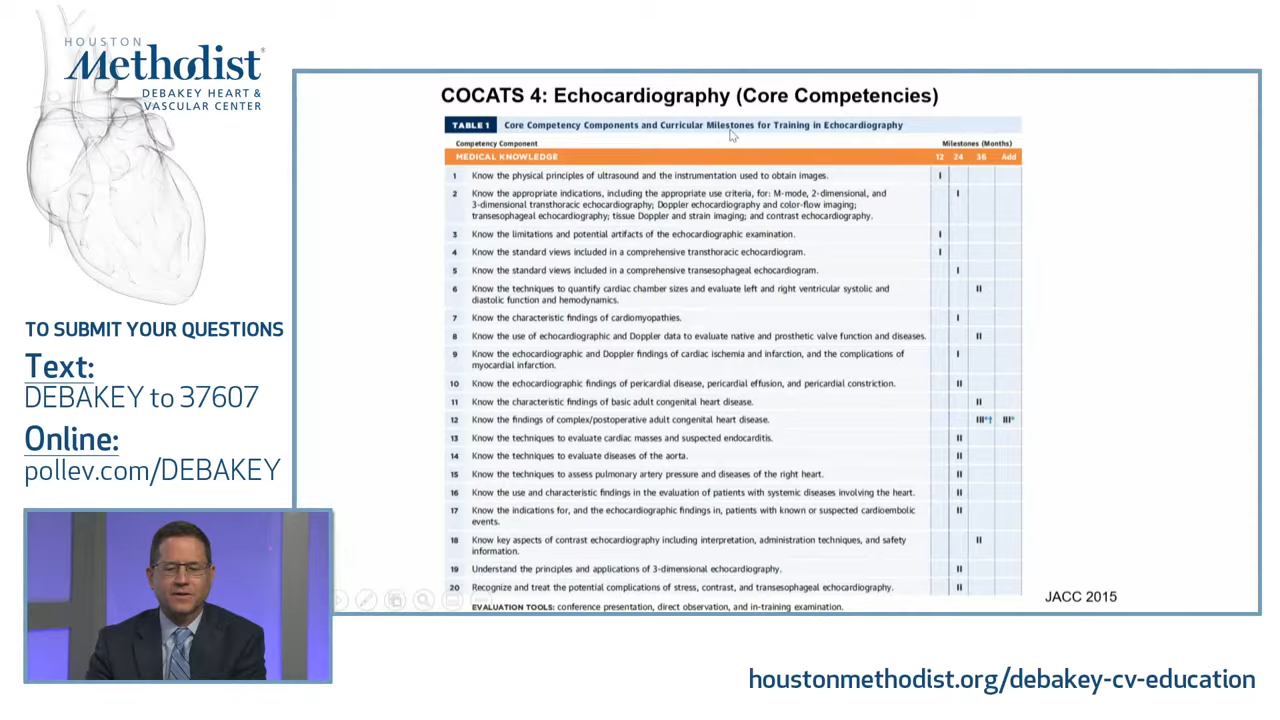 HOUSTON
Methodist®
DEBAKEY HEART &
VASCULAR CENTER
TO SUBMIT YOUR QUESTIONS
Text:
DEBAKEY to 37607
Online:
pollev.com/DEBAKEY
COCATS 4: Echocardiography (Core Competencies)
TABLE 1 Core Competency Components and Curricular Milestones for Training in Echocardiography
Competency Component Milestones (Months)
MEDICAL KNOWLEDGE 12 24 36 Add
1 Know the physical principles of ultrasound and the instrumentation used to obtain images. I
2 Know the appropriate indications, including the appropriate use criteria, for: M-mode, 2-dimensional, and I
3-dimensional transthoracic echocardiography; Doppler echocardiography and color-flow imaging;
transesophageal echocardiography; tissue Doppler and strain imaging; and contrast echocardiography.
3 Know the limitations and potential artifacts of the echocardiographic examination. I
4 Know the standard views included in a comprehensive transthoracic echocardiogram. I
5 Know the standard views included in a comprehensive transesophageal echocardiogram. I
6 Know the techniques to quantify cardiac chamber sizes and evaluate left and right ventricular systolic and II
diastolic function and hemodynamics.
7 Know the characteristic findings of cardiomyopathies. I
8 Know the use of echocardiographic and Doppler data to evaluate native and prosthetic valve function and diseases. II
9 Know the echocardiographic and Doppler findings of cardiac ischemia and infarction, and the complications of I
myocardial infarction.
10 Know the echocardiographic findings of pericardial disease, pericardial effusion, and pericardial constriction. II
11 Know the characteristic findings of basic adult congenital heart disease. II
12 Know the findings of complex/postoperative adult congenital heart disease. III*† III*
13 Know the techniques to evaluate cardiac masses and suspected endocarditis. II
14 Know the techniques to evaluate diseases of the aorta. II
15 Know the techniques to assess pulmonary artery pressure and diseases of the right heart. II
16 Know the use and characteristic findings in the evaluation of patients with systemic diseases involving the heart. II
17 Know the indications for, and the echocardiographic findings in, patients with known or suspected cardioembolic II
events.
18 Know key aspects of contrast echocardiography including interpretation, administration techniques, and safety II
information.
19 Understand the principles and applications of 3-dimensional echocardiography. II
20 Recognize and treat the potential complications of stress, contrast, and transesophageal echocardiography. II
EVALUATION TOOLS: conference presentation, direct observation, and in-training examination.
JACC 2015
houstonmethodist.org/debakey-cv-education